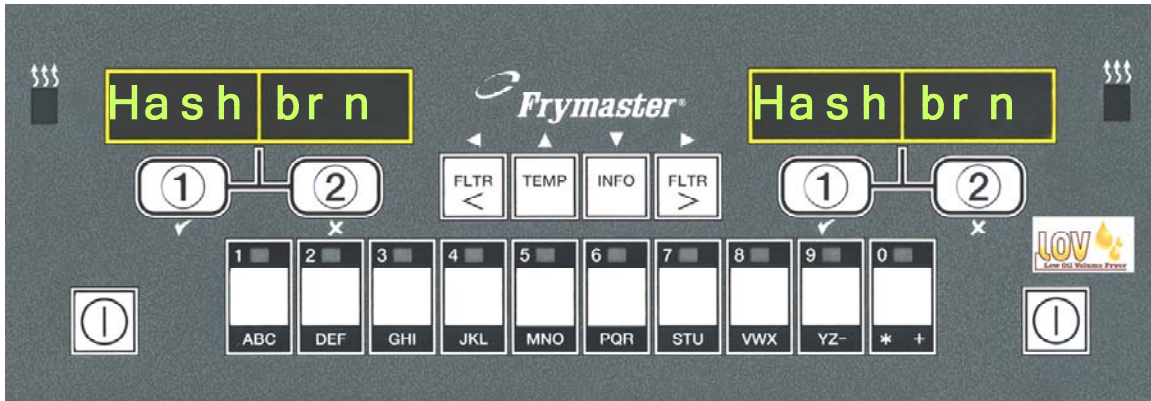 Hash brn
Frymaster®
Hash brn
① ②
FLTR < TEMP INFO FLTR >
① ②
1 2 3 4 5 6 7 8 9 0
LOV
Low Oil Volume Fryer
ABC DEF GHI JKL MNO PQR STU VWX YZ- * +